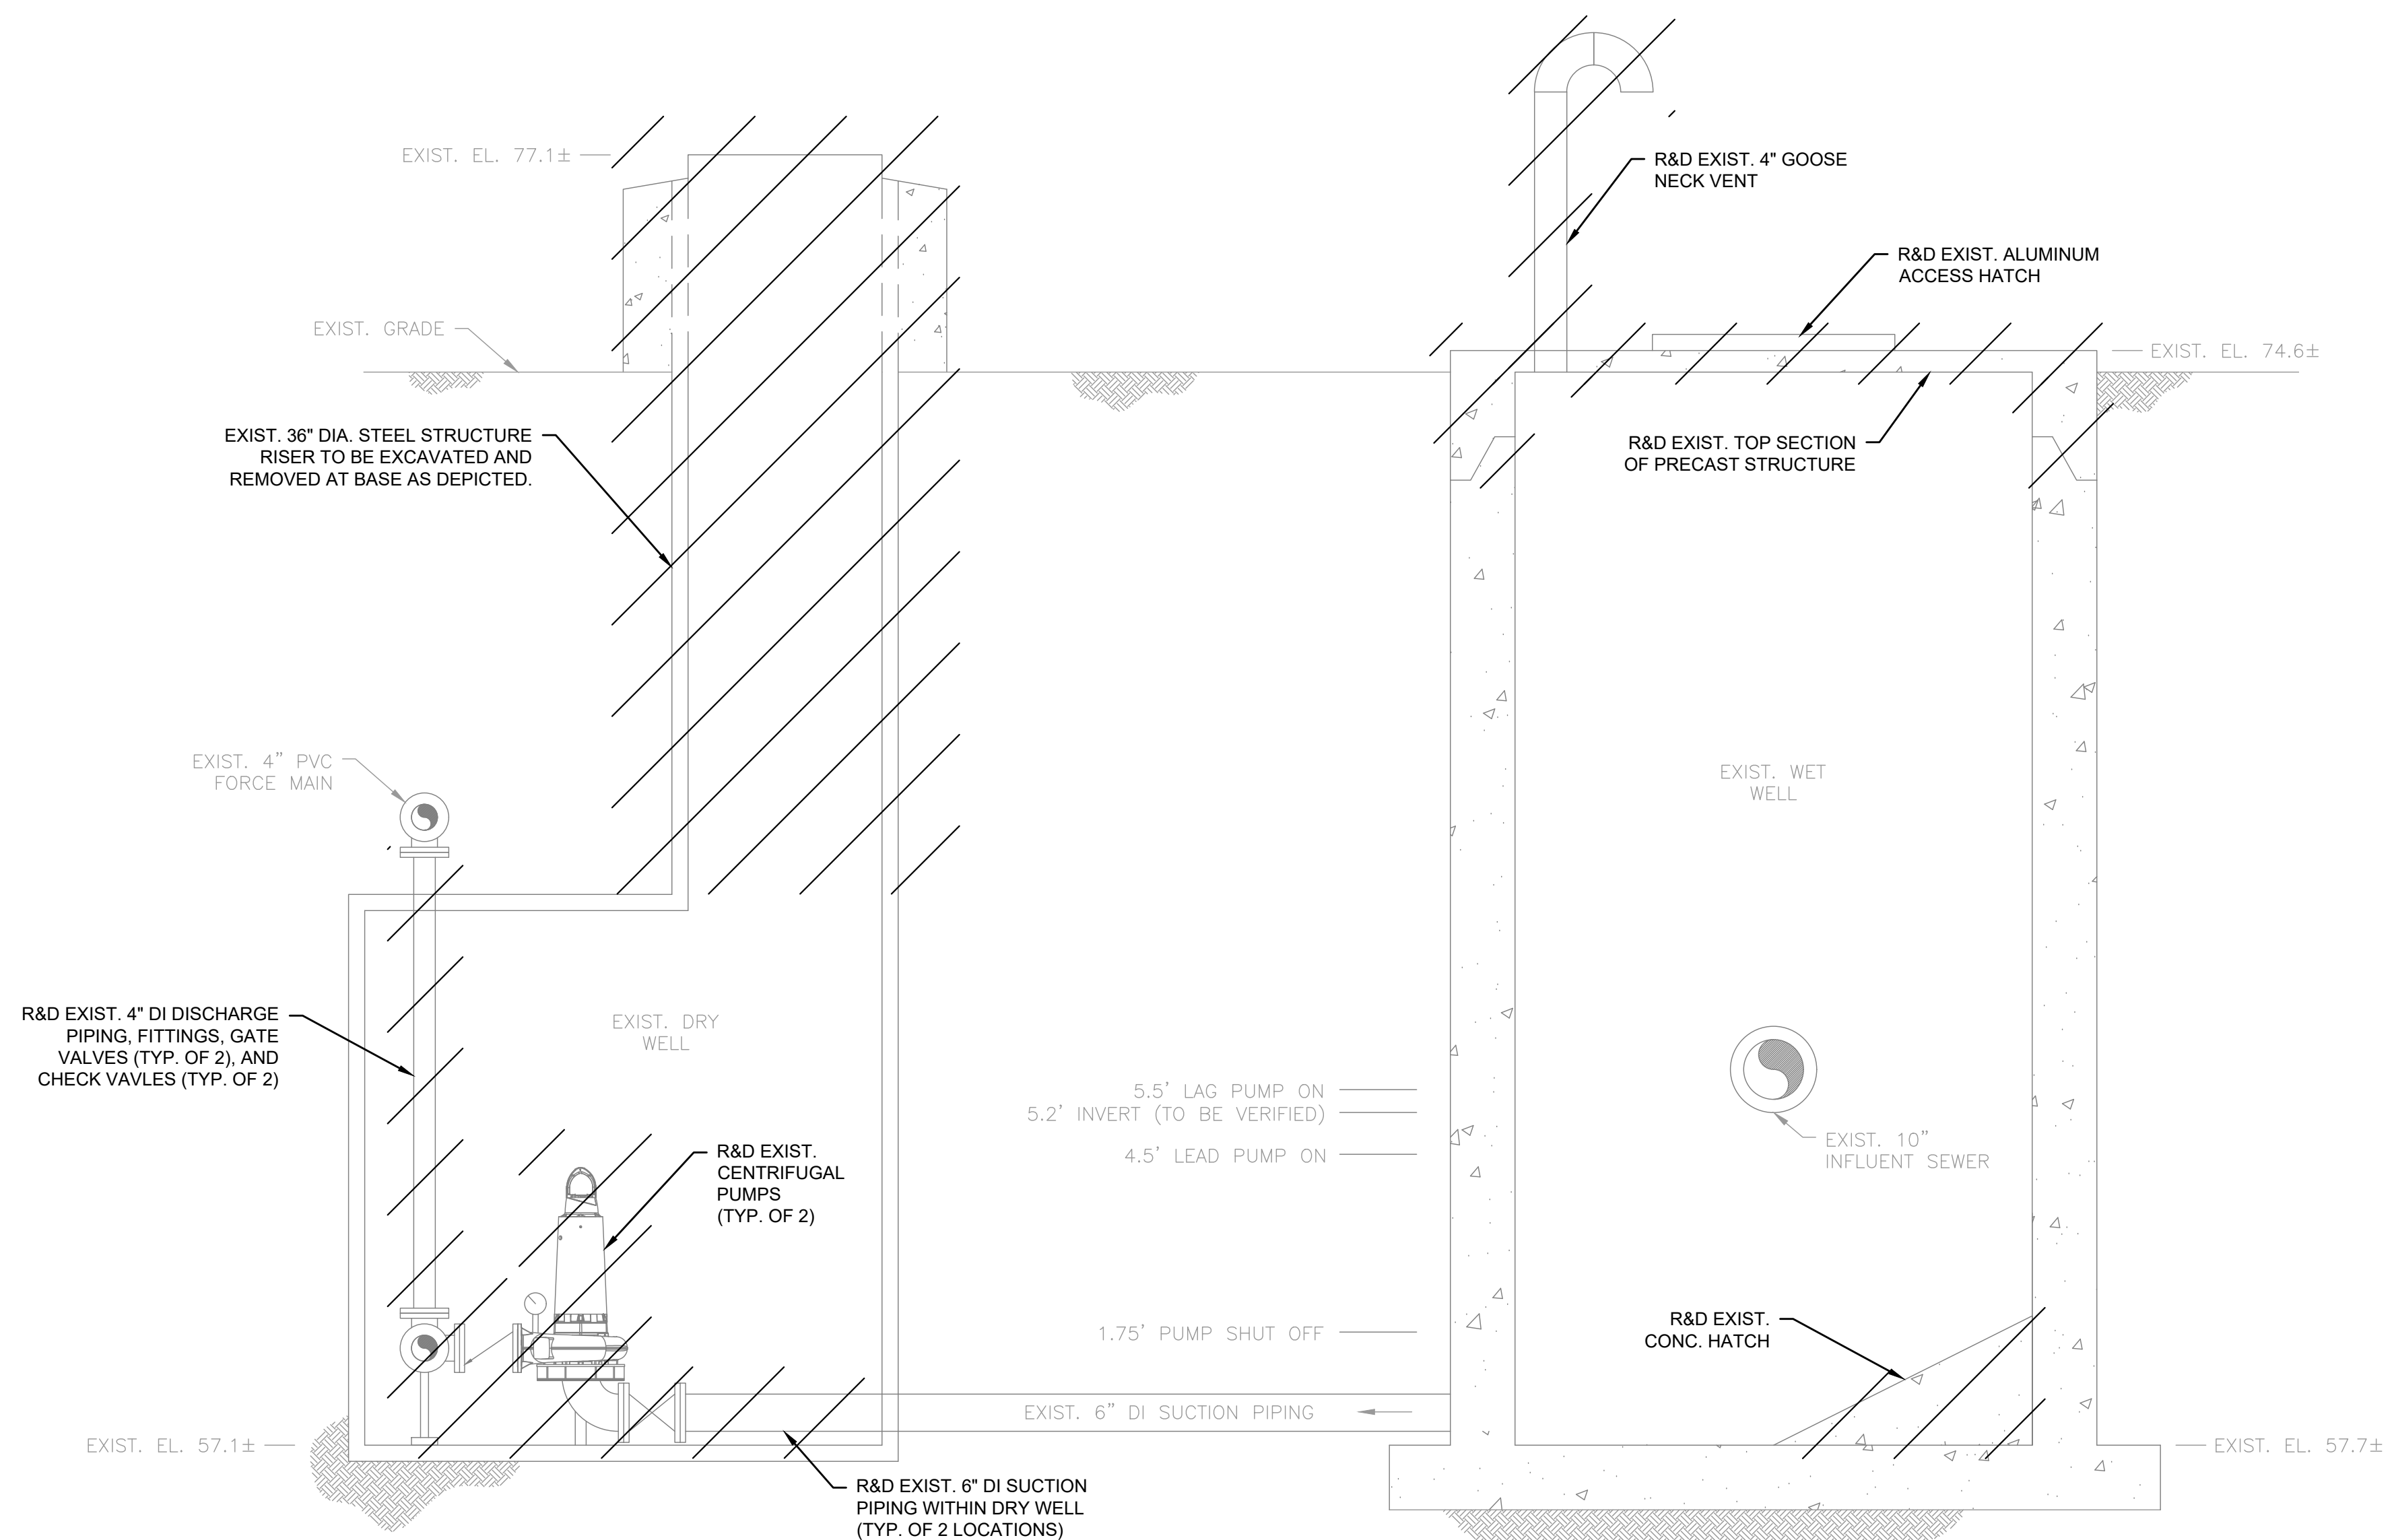 EXIST. EL. 77.1±
R&D EXIST. 4" GOOSE
NECK VENT
R&D EXIST. ALUMINUM
ACCESS HATCH
EXIST. GRADE
EXIST. EL. 74.6±
EXIST. 36" DIA. STEEL STRUCTURE
RISER TO BE EXCAVATED AND
REMOVED AT BASE AS DEPICTED.
R&D EXIST. TOP SECTION
OF PRECAST STRUCTURE
EXIST. 4" PVC
FORCE MAIN
EXIST. WET
WELL
R&D EXIST. 4" DI DISCHARGE
PIPING, FITTINGS, GATE
VALVES (TYP. OF 2), AND
CHECK VAVLES (TYP. OF 2)
EXIST. DRY
WELL
5.5' LAG PUMP ON
5.2' INVERT (TO BE VERIFIED)
4.5' LEAD PUMP ON
EXIST. 10"
INFLUENT SEWER
R&D EXIST.
CENTRIFUGAL
PUMPS
(TYP. OF 2)
1.75' PUMP SHUT OFF
R&D EXIST.
CONC. HATCH
EXIST. 6" DI SUCTION PIPING
EXIST. EL. 57.1±
EXIST. EL. 57.7±
R&D EXIST. 6" DI SUCTION
PIPING WITHIN DRY WELL
(TYP. OF 2 LOCATIONS)